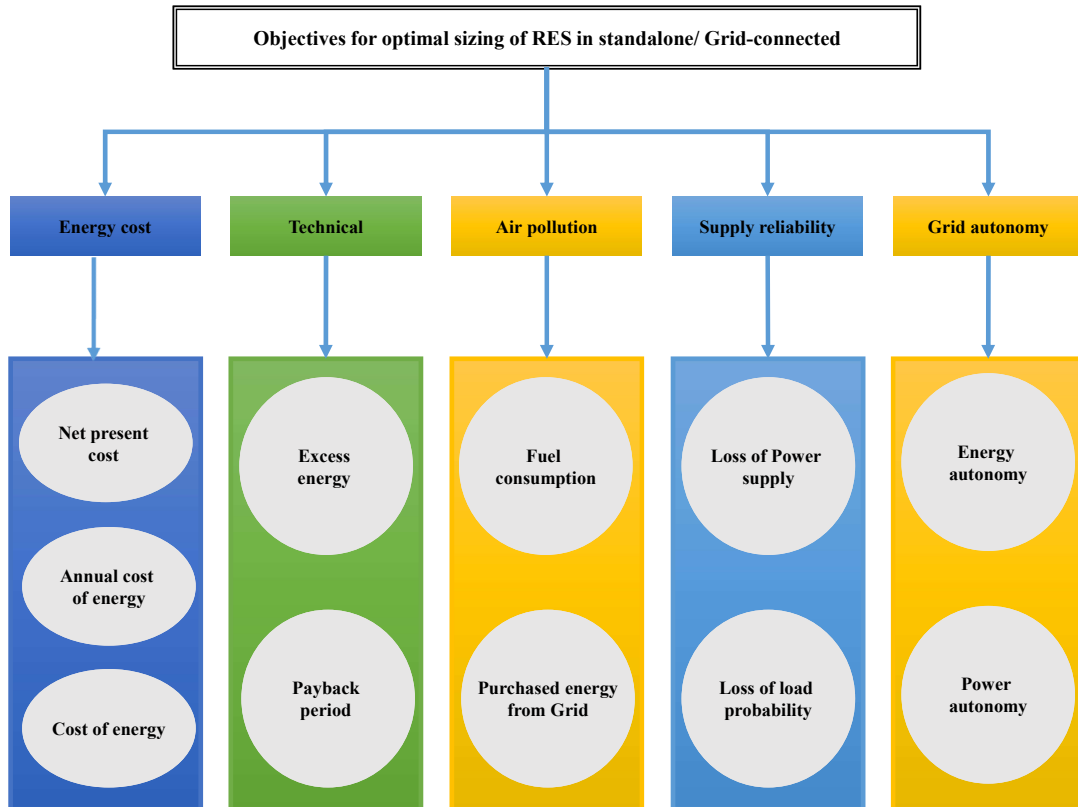 Objectives for optimal sizing of RES in standalone/ Grid-connected
Energy cost
Technical
Air pollution
Supply reliability
Grid autonomy
Net present
cost
Annual cost
of energy
Cost of energy
Excess
energy
Payback
period
Fuel
consumption
Purchased energy
from Grid
Loss of Power
supply
Loss of load
probability
Energy
autonomy
Power
autonomy